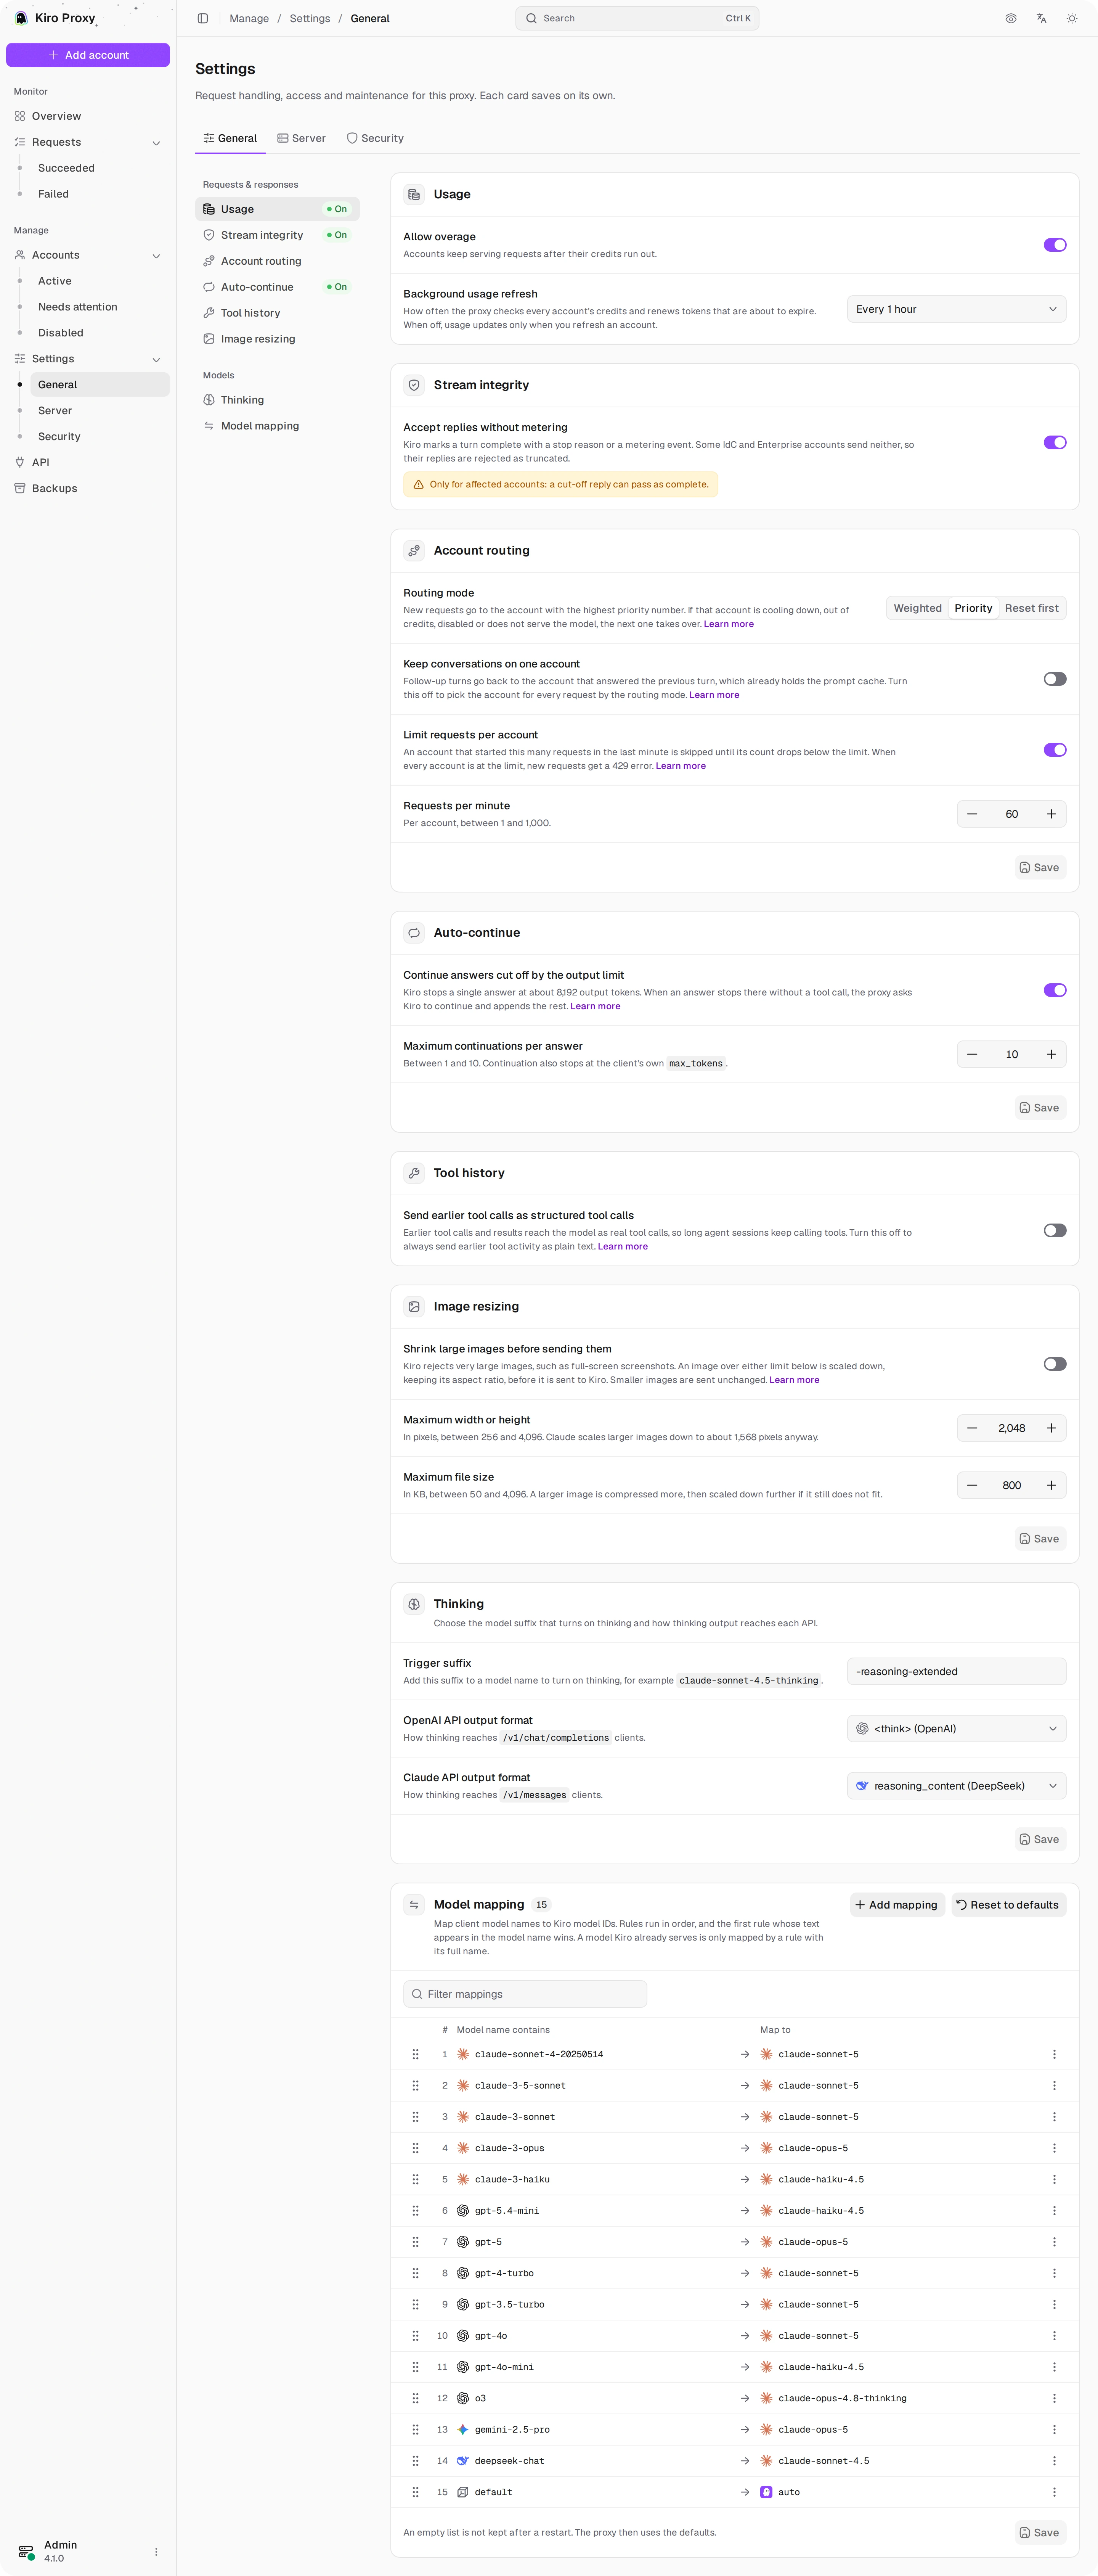 Kiro Proxy
Manage / Settings / General
Search
Ctrl K
Add account
Monitor
Overview
Requests
Succeeded
Failed
Manage
Accounts
Active
Needs attention
Disabled
Settings
General
Server
Security
API
Backups
Settings
Request handling, access and maintenance for this proxy. Each card saves on its own.
General
Server
Security
Requests & responses
Usage On
Stream integrity On
Account routing
Auto-continue On
Tool history
Image resizing
Models
Thinking
Model mapping
Usage
Allow overage
Accounts keep serving requests after their credits run out.
Background usage refresh
How often the proxy checks every account's credits and renews tokens that are about to expire.
When off, usage updates only when you refresh an account.
Every 1 hour
Stream integrity
Accept replies without metering
Kiro marks a turn complete with a stop reason or a metering event. Some IdC and Enterprise accounts send neither, so
their replies are rejected as truncated.
Only for affected accounts: a cut-off reply can pass as complete.
Account routing
Routing mode
New requests go to the account with the highest priority number. If that account is cooling down, out of
credits, disabled or does not serve the model, the next one takes over. Learn more
Weighted Priority Reset first
Keep conversations on one account
Follow-up turns go back to the account that answered the previous turn, which already holds the prompt cache. Turn
this off to pick the account for every request by the routing mode. Learn more
Limit requests per account
An account that started this many requests in the last minute is skipped until its count drops below the limit. When
every account is at the limit, new requests get a 429 error. Learn more
Requests per minute
Per account, between 1 and 1,000.
60
Save
Auto-continue
Continue answers cut off by the output limit
Kiro stops a single answer at about 8,192 output tokens. When an answer stops there without a tool call, the proxy asks
Kiro to continue and appends the rest. Learn more
Maximum continuations per answer
Between 1 and 10. Continuation also stops at the client's own max_tokens.
10
Save
Tool history
Send earlier tool calls as structured tool calls
Earlier tool calls and results reach the model as real tool calls, so long agent sessions keep calling tools. Turn this off to
always send earlier tool activity as plain text. Learn more
Image resizing
Shrink large images before sending them
Kiro rejects very large images, such as full-screen screenshots. An image over either limit below is scaled down,
keeping its aspect ratio, before it is sent to Kiro. Smaller images are sent unchanged. Learn more
Maximum width or height
In pixels, between 256 and 4,096. Claude scales larger images down to about 1,568 pixels anyway.
2,048
Maximum file size
In KB, between 50 and 4,096. A larger image is compressed more, then scaled down further if it still does not fit.
800
Save
Thinking
Choose the model suffix that turns on thinking and how thinking output reaches each API.
Trigger suffix
Add this suffix to a model name to turn on thinking, for example claude-sonnet-4.5-thinking.
-reasoning-extended
OpenAI API output format
How thinking reaches /v1/chat/completions clients.
<think> (OpenAI)
Claude API output format
How thinking reaches /v1/messages clients.
reasoning_content (DeepSeek)
Save
Model mapping 15
Add mapping
Reset to defaults
Map client model names to Kiro model IDs. Rules run in order, and the first rule whose text
appears in the model name wins. A model Kiro already serves is only mapped by a rule with
its full name.
Filter mappings
# Model name contains Map to
1 claude-sonnet-4-20250514 → claude-sonnet-5
2 claude-3-5-sonnet → claude-sonnet-5
3 claude-3-sonnet → claude-sonnet-5
4 claude-3-opus → claude-opus-5
5 claude-3-haiku → claude-haiku-4.5
6 gpt-5.4-mini → claude-haiku-4.5
7 gpt-5 → claude-opus-5
8 gpt-4-turbo → claude-sonnet-5
9 gpt-3.5-turbo → claude-sonnet-5
10 gpt-4o → claude-sonnet-5
11 gpt-4o-mini → claude-haiku-4.5
12 o3 → claude-opus-4.8-thinking
13 gemini-2.5-pro → claude-opus-5
14 deepseek-chat → claude-sonnet-4.5
15 default → auto
An empty list is not kept after a restart. The proxy then uses the defaults.
Save
Admin
4.1.0